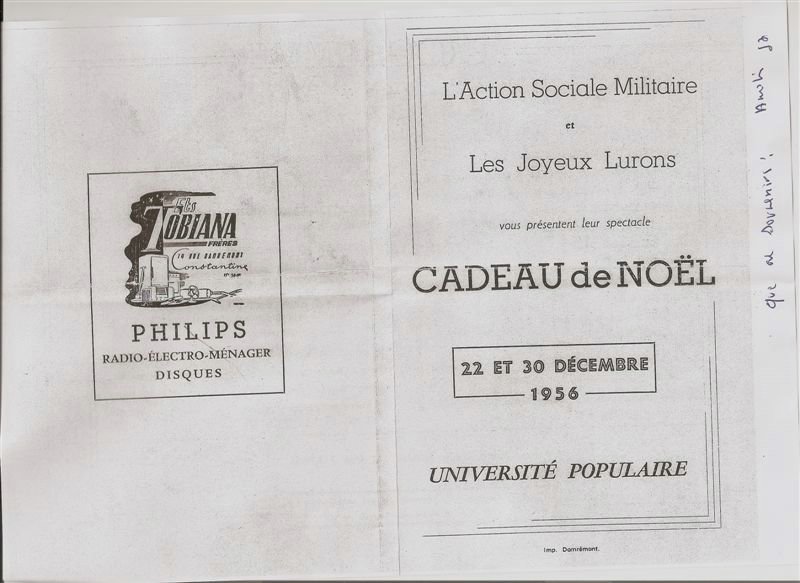 Ets
TOBIANA
FRÈRES
Constantine
PHILIPS
RADIO-ÉLECTRO-MÉNAGER
DISQUES
L'Action Sociale Militaire
et
Les Joyeux Lurons
vous présentent leur spectacle
CADEAU de NOËL
22 ET 30 DÉCEMBRE
1956
UNIVERSITÉ POPULAIRE
Imp. Damrémont.
que de souvenirs!